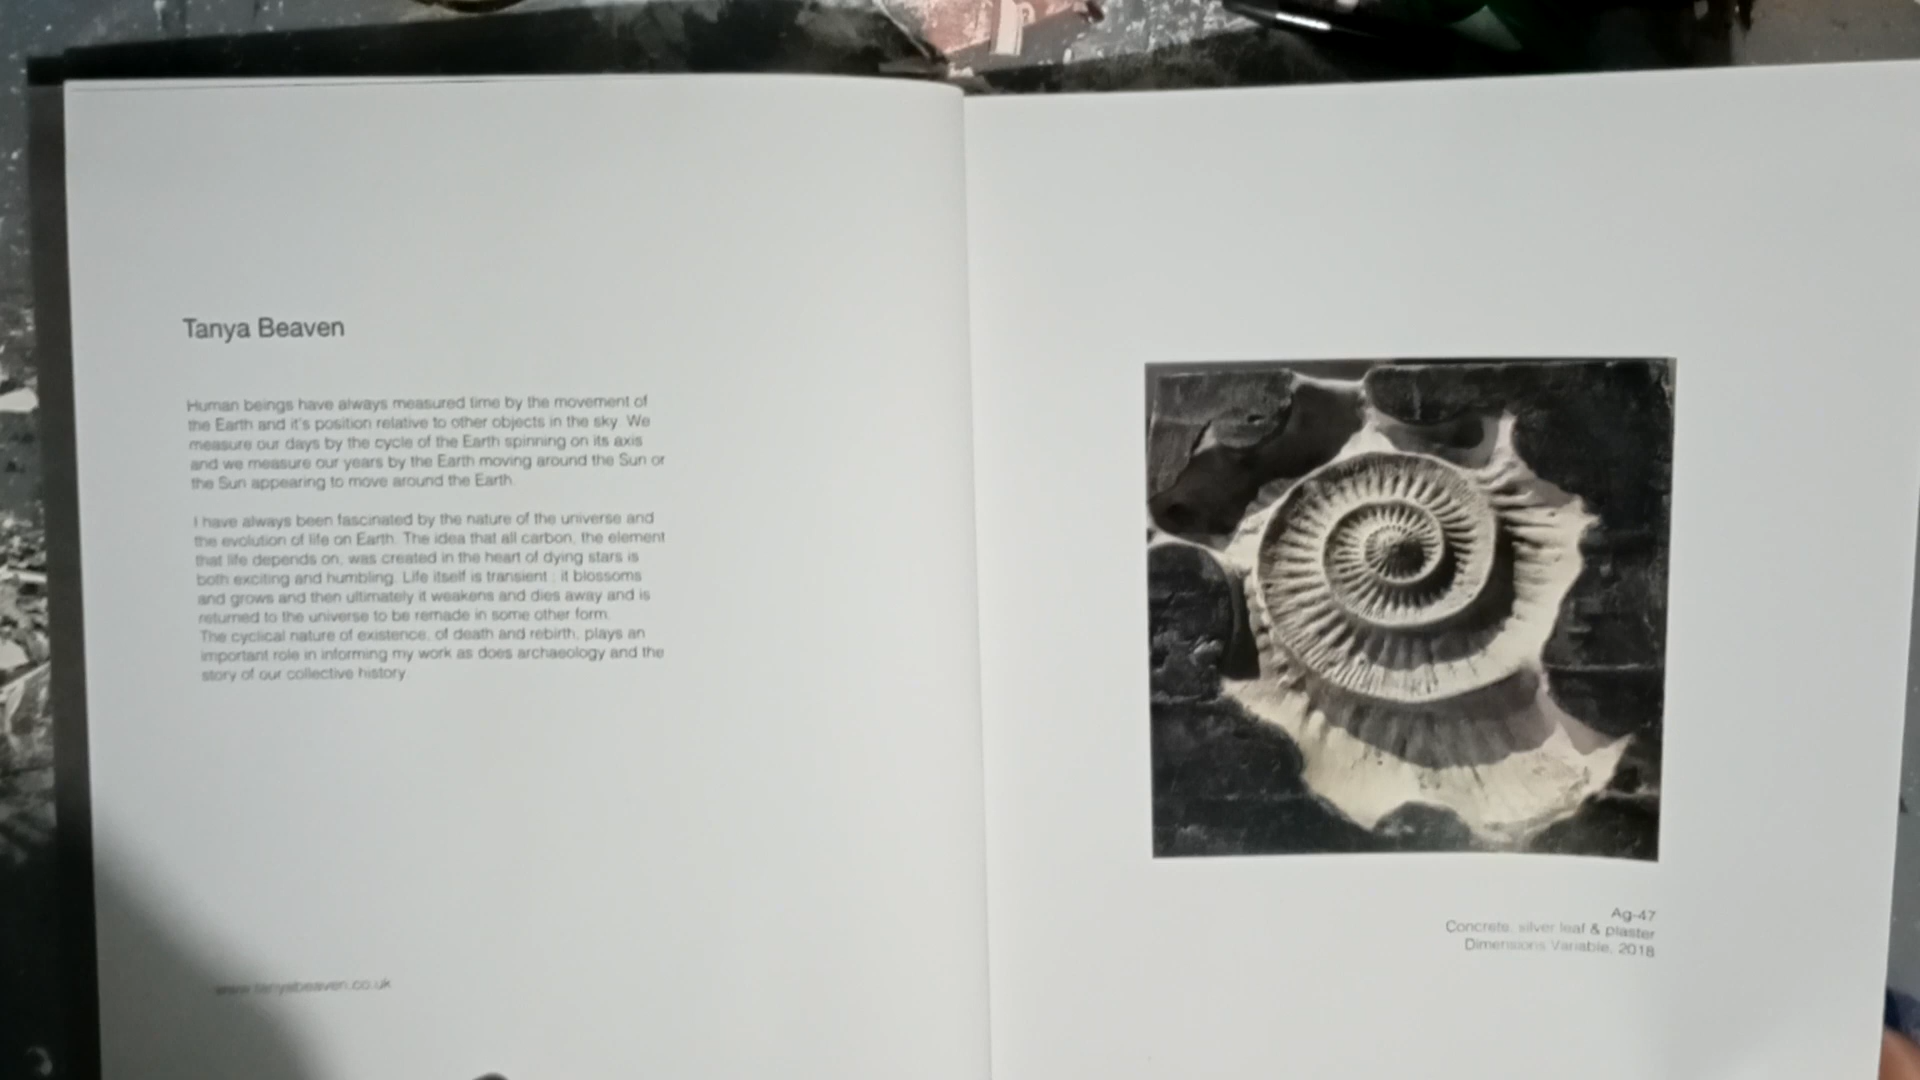 Tanya Beaven
Human beings have always measured time by the movement of
the Earth and it's position relative to other objects in the sky. We
measure our days by the cycle of the Earth spinning on its axis
and we measure our years by the Earth moving around the Sun or
the Sun appearing to move around the Earth.
I have always been fascinated by the nature of the universe and
the evolution of life on Earth. The idea that all carbon, the element
that life depends on, was created in the heart of dying stars is
both exciting and humbling. Life itself is transient : it blossoms
and grows and then ultimately it weakens and dies away and is
returned to the universe to be remade in some other form.
The cyclical nature of existence, of death and rebirth, plays an
important role in informing my work as does archaeology and the
story of our collective history.
www.tanyabeaven.co.uk
Ag-47
Concrete, silver leaf & plaster
Dimensions Variable, 2018